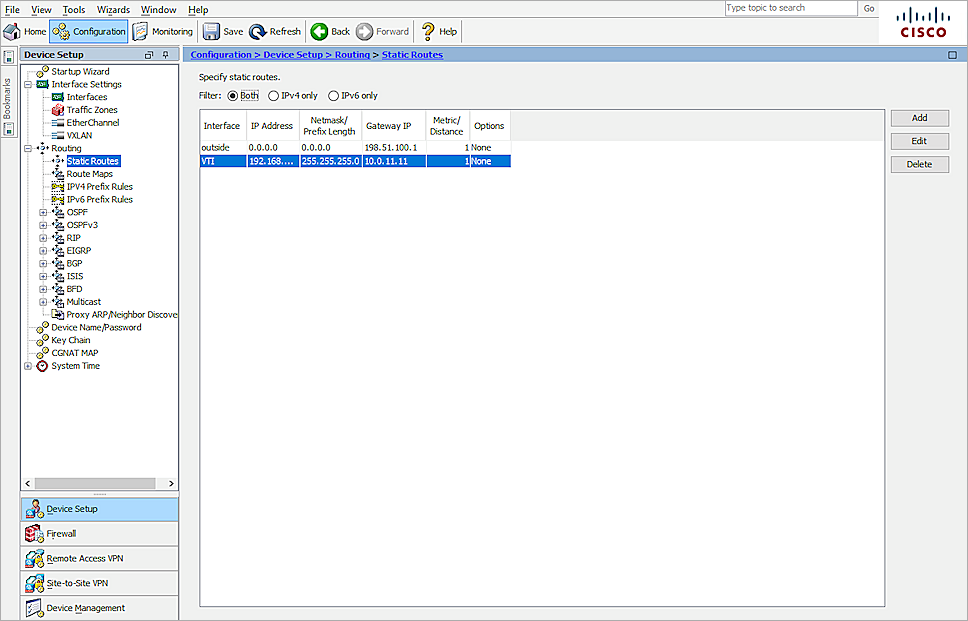 File View Tools Wizards Window Help
Type topic to search Go
Home Configuration Monitoring Save Refresh Back Forward Help
CISCO
Bookmarks
Device Setup
Configuration > Device Setup > Routing > Static Routes
Startup Wizard
Interface Settings
Interfaces
Traffic Zones
EtherChannel
VXLAN
Routing
Static Routes
Route Maps
IPV4 Prefix Rules
IPv6 Prefix Rules
OSPF
OSPFv3
RIP
EIGRP
BGP
ISIS
BFD
Multicast
Proxy ARP/Neighbor Discove
Device Name/Password
Key Chain
CGNAT MAP
System Time
Device Setup
Firewall
Remote Access VPN
Site-to-Site VPN
Device Management
Specify static routes.
Filter: Both IPv4 only IPv6 only
Interface IP Address Netmask/ Prefix Length Gateway IP Metric/ Distance Options
outside 0.0.0.0 0.0.0.0 198.51.100.1 1 None
VTI 192.168.... 255.255.255.0 10.0.11.11 1 None
Add
Edit
Delete